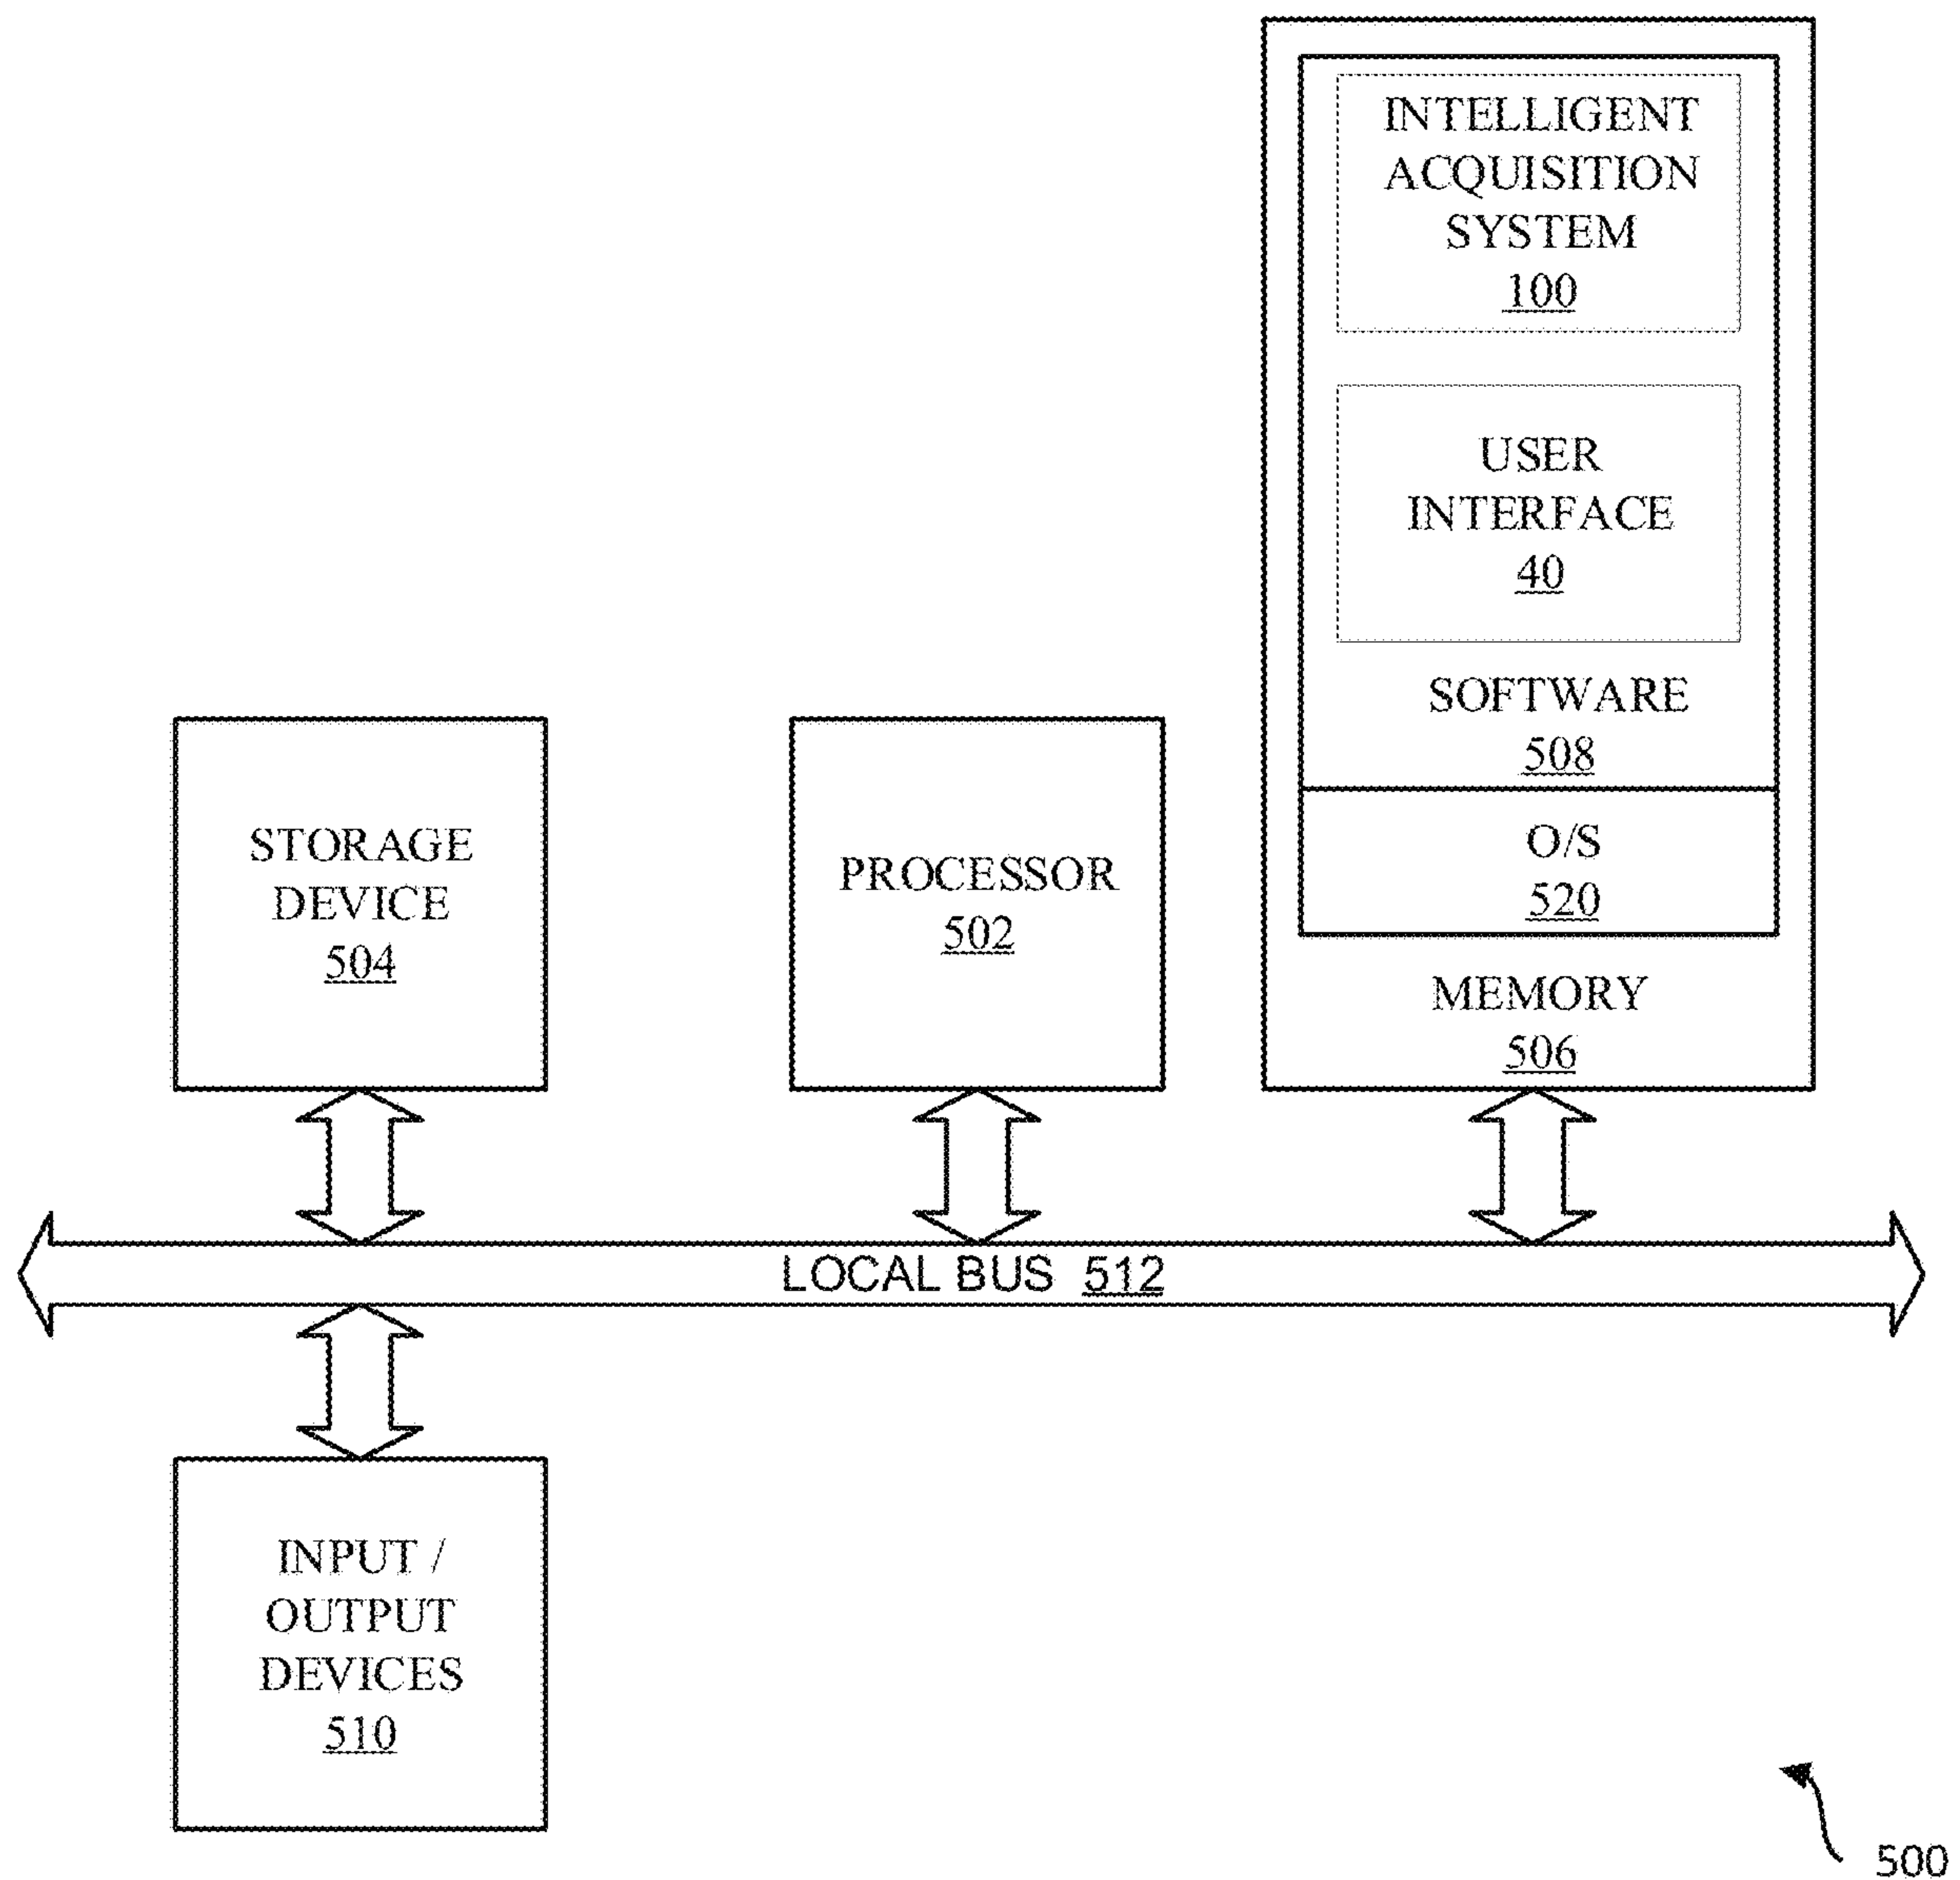 INTELLIGENT
ACQUISITION
SYSTEM
100
USER
INTERFACE
40
SOFTWARE
508
O/S
520
MEMORY
506
STORAGE
DEVICE
504
PROCESSOR
502
LOCAL BUS 512
INPUT /
OUTPUT
DEVICES
510
500